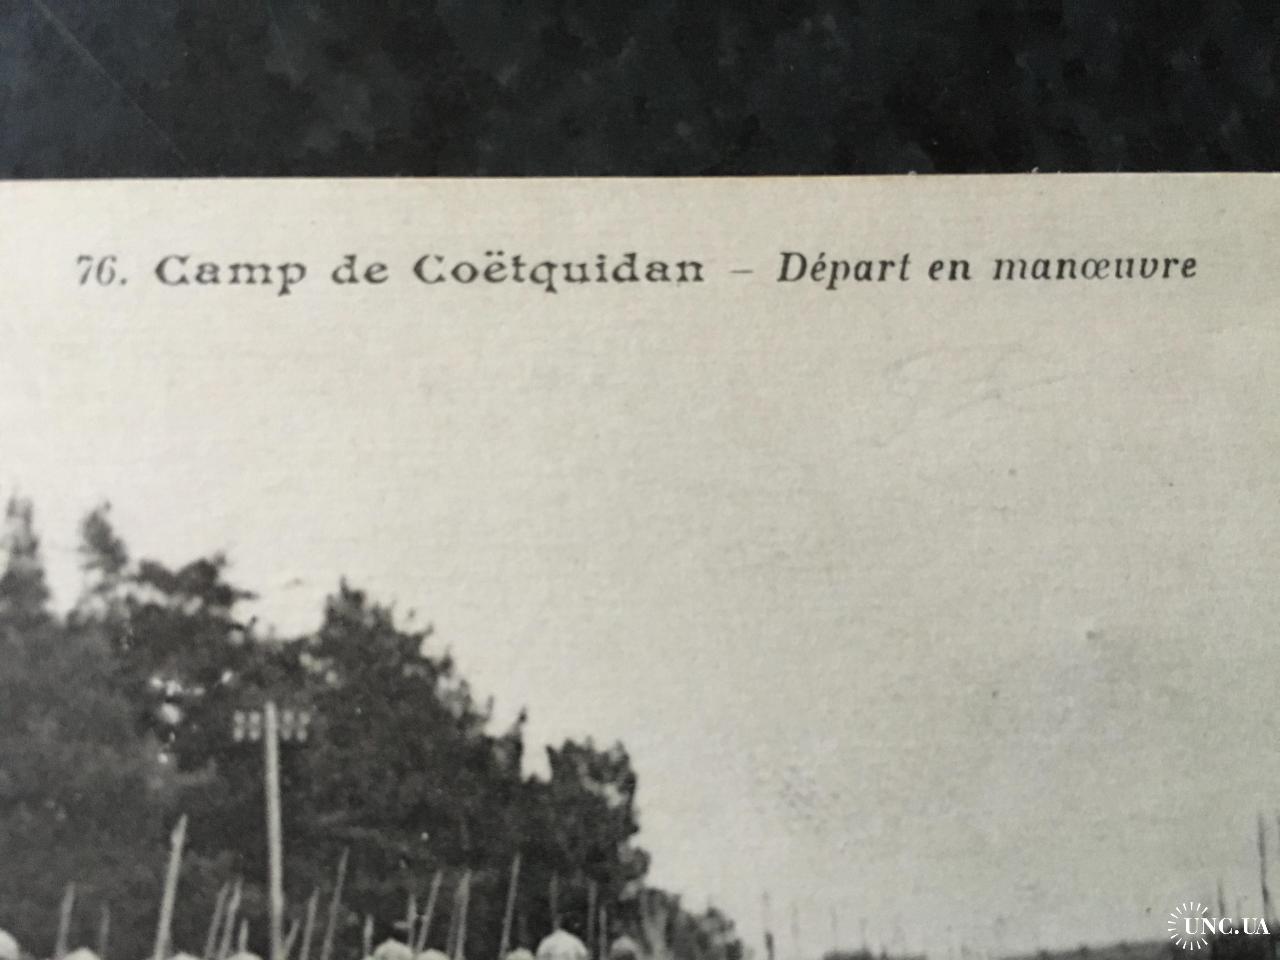 76. Camp de Coëtquidan – Départ en manœuvre
UNC.UA